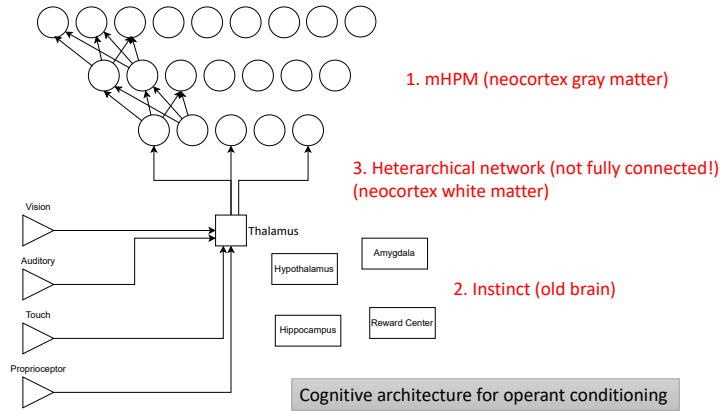 1. mHPM (neocortex gray matter)
3. Heterarchical network (not fully connected!)
(neocortex white matter)
Vision
Thalamus
Auditory
Amygdala
Hypothalamus
2. Instinct (old brain)
Touch
Hippocampus
Reward Center
Proprioceptor
Cognitive architecture for operant conditioning